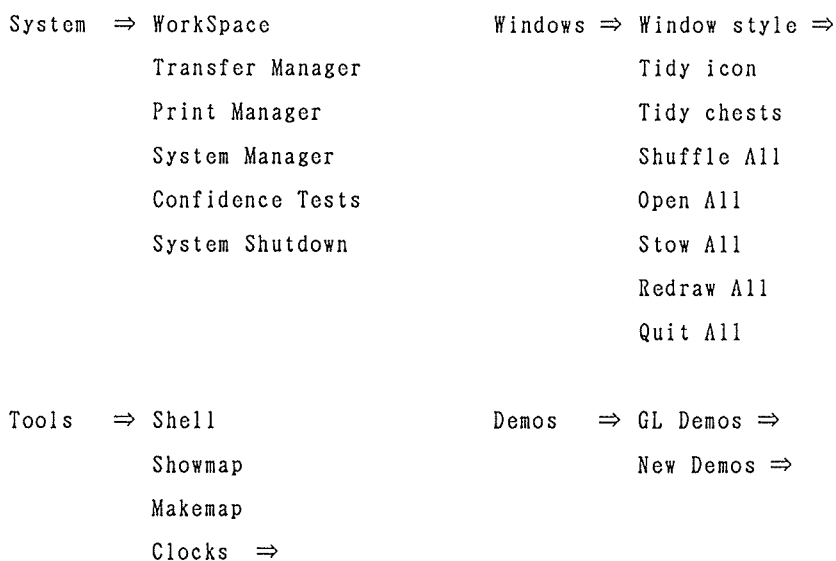 System ⇒ WorkSpace
Transfer Manager
Print Manager
System Manager
Confidence Tests
System Shutdown
Windows ⇒ Window style ⇒
Tidy icon
Tidy chests
Shuffle All
Open All
Stow All
Redraw All
Quit All
Tools ⇒ Shell
Showmap
Makemap
Clocks ⇒
Demos ⇒ GL Demos ⇒
New Demos ⇒